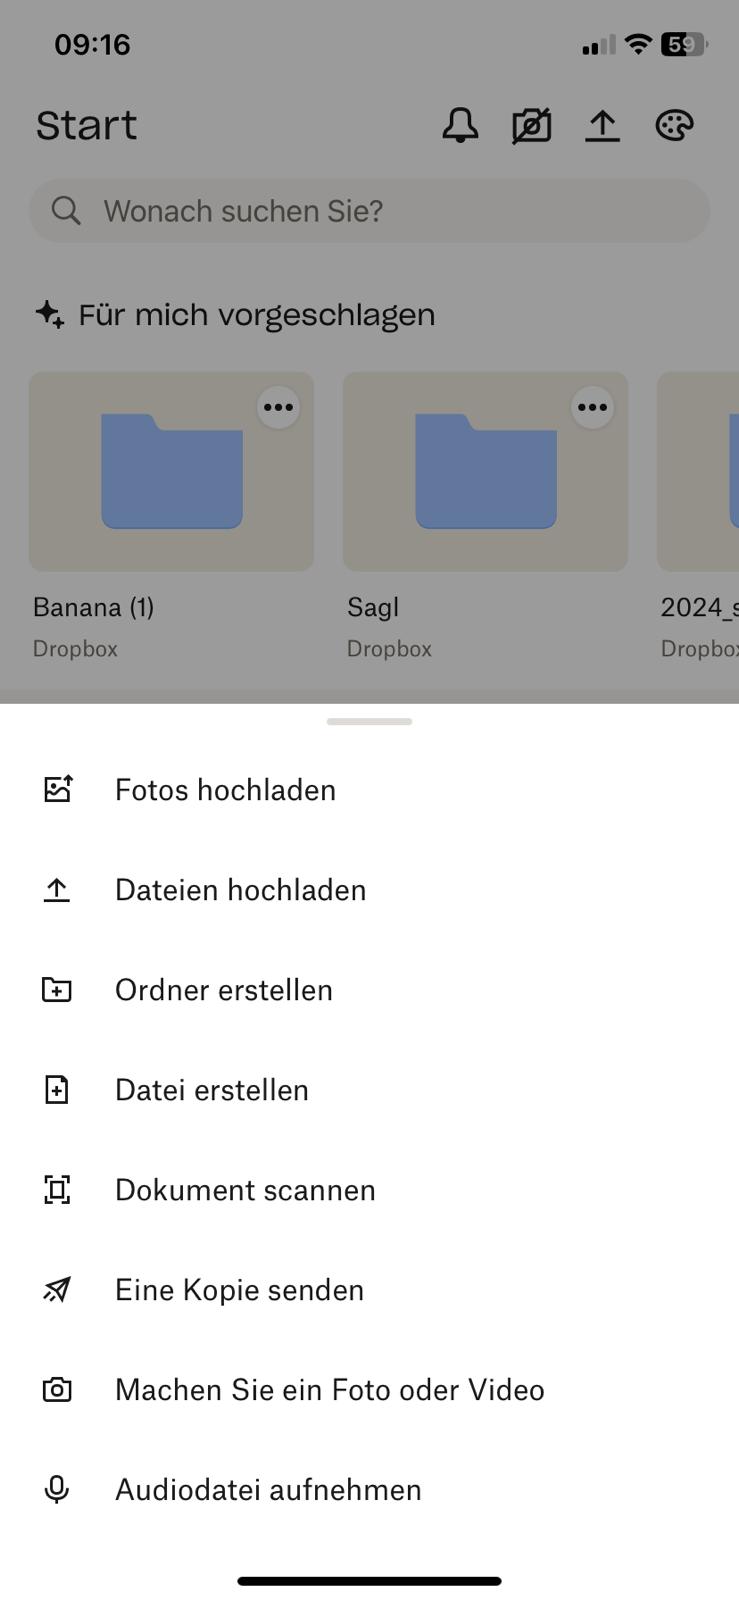 09:16
59
Start
Wonach suchen Sie?
Für mich vorgeschlagen
Banana (1)
Dropbox
Sagl
Dropbox
2024_s
Dropbox
Fotos hochladen
Dateien hochladen
Ordner erstellen
Datei erstellen
Dokument scannen
Eine Kopie senden
Machen Sie ein Foto oder Video
Audiodatei aufnehmen